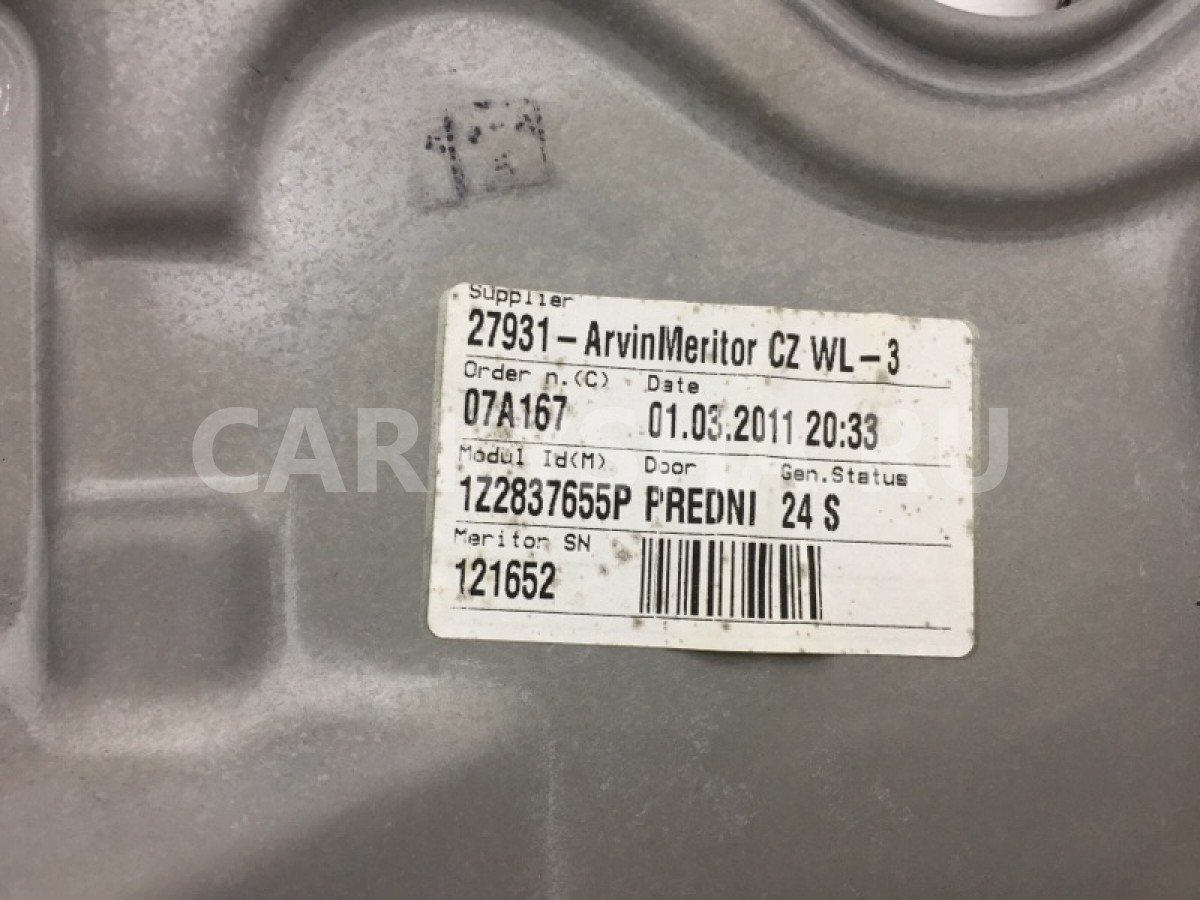 Supplier
27931-ArvinMeritor CZ WL-3
Order n.(C) Date
07A167 01.03.2011 20:33
Modul Id(M) Door Gen.Status
1Z2837655P PREDNI 24 S
Meritor SN
121652